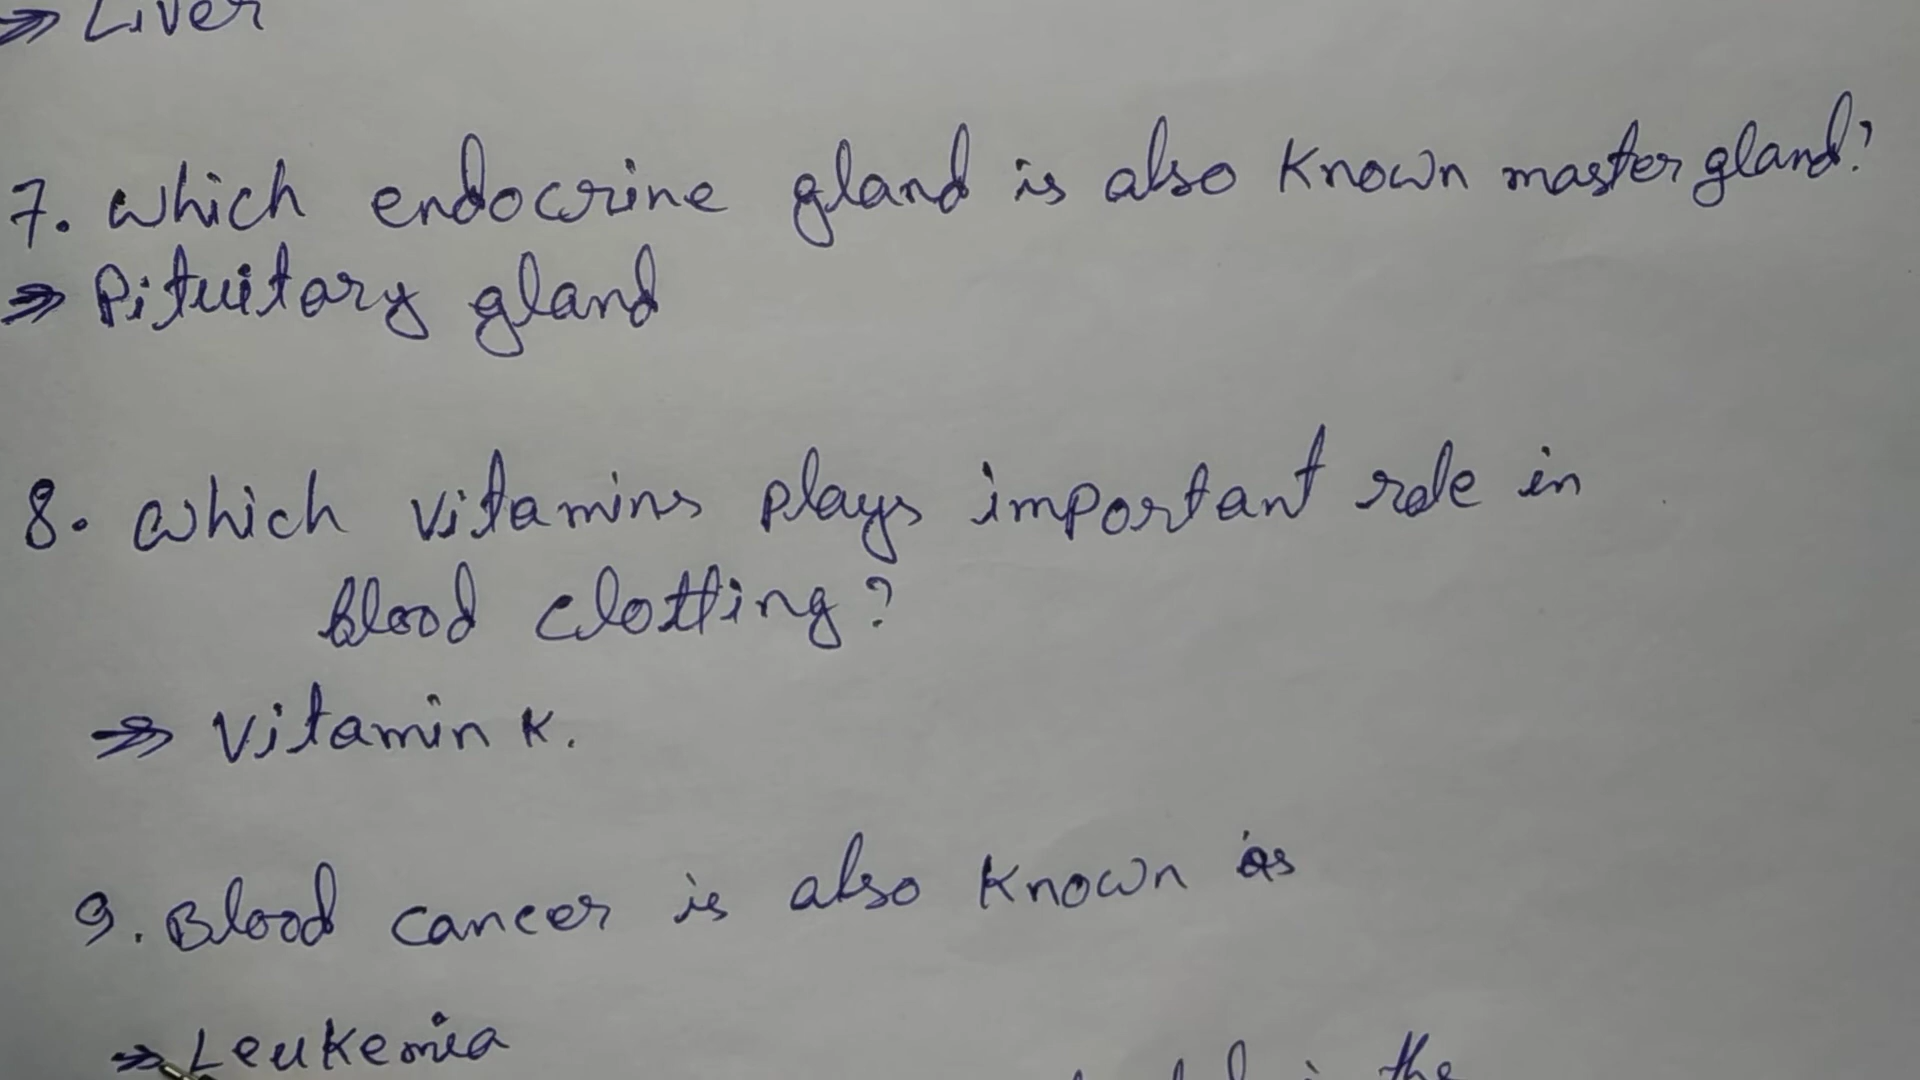 ⇒ Liver
7. Which endocrine gland is also known master gland?
⇒ Pituitary gland
8. Which vitamins plays important role in
blood clotting?
⇒ Vitamin K.
9. Blood cancer is also known as
⇒ Leukemia
the